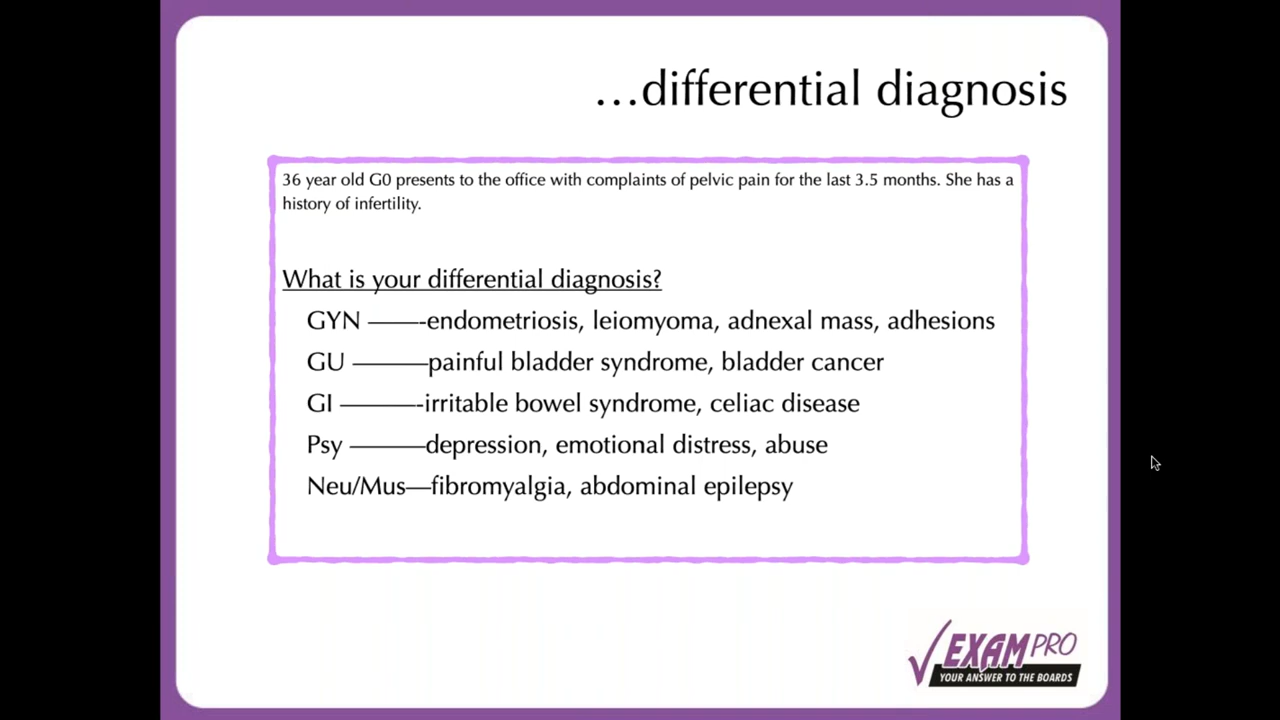 ...differential diagnosis
36 year old G0 presents to the office with complaints of pelvic pain for the last 3.5 months. She has a
history of infertility.
What is your differential diagnosis?
GYN ———-endometriosis, leiomyoma, adnexal mass, adhesions
GU ————painful bladder syndrome, bladder cancer
GI ————-irritable bowel syndrome, celiac disease
Psy ————depression, emotional distress, abuse
Neu/Mus—fibromyalgia, abdominal epilepsy
EXAM PRO
YOUR ANSWER TO THE BOARDS